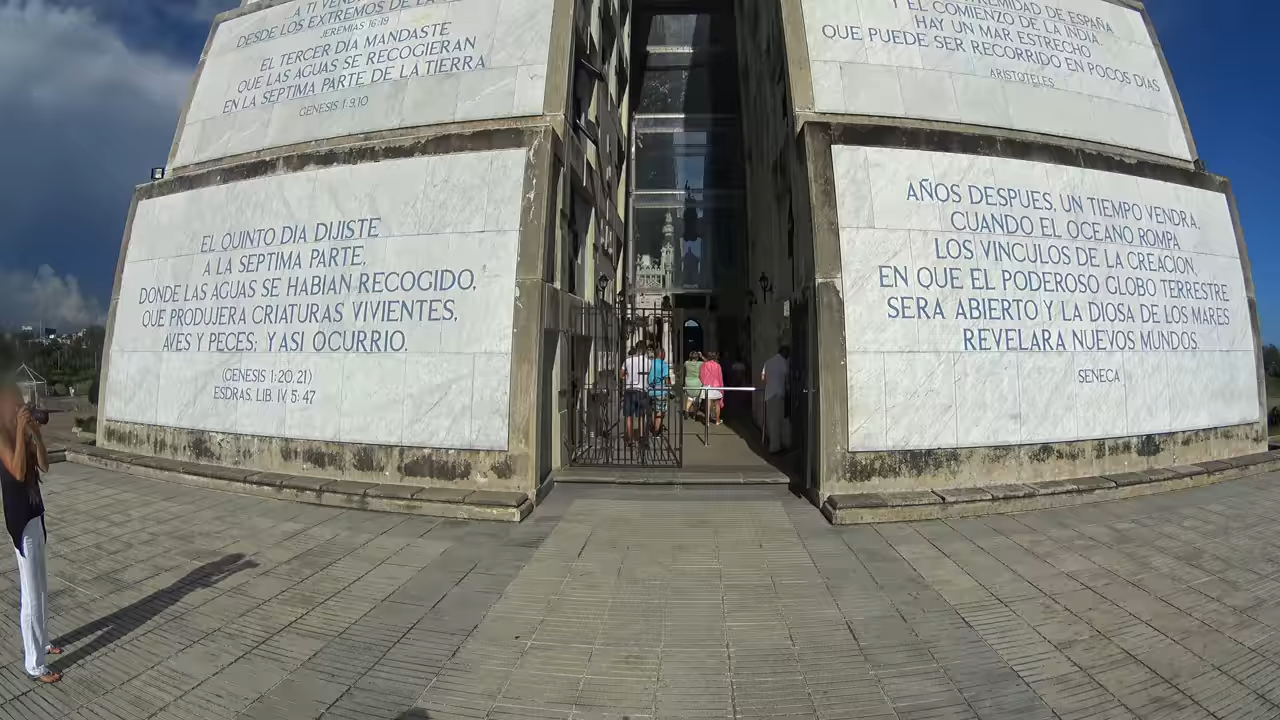 A TI VENDRÁN
DESDE LOS EXTREMOS DE LA
JEREMIAS 16:19
EL TERCER DÍA MANDASTE
QUE LAS AGUAS SE RECOGIERAN
EN LA SEPTIMA PARTE DE LA TIERRA
GENESIS 1:9,10
EL QUINTO DIA DIJISTE
A LA SEPTIMA PARTE,
DONDE LAS AGUAS SE HABIAN RECOGIDO,
QUE PRODUJERA CRIATURAS VIVIENTES,
AVES Y PECES; Y ASI OCURRIO.
(GENESIS 1:20,21)
ESDRAS, LIB. IV 5:47
DE ESPAÑA
Y EL COMIENZO DE LA INDIA
HAY UN MAR ESTRECHO
QUE PUEDE SER RECORRIDO EN POCOS DIAS
ARISTOTELES
AÑOS DESPUES, UN TIEMPO VENDRA,
CUANDO EL OCEANO ROMPA
LOS VINCULOS DE LA CREACION,
EN QUE EL PODEROSO GLOBO TERRESTRE
SERA ABIERTO Y LA DIOSA DE LOS MARES
REVELARA NUEVOS MUNDOS.
SENECA